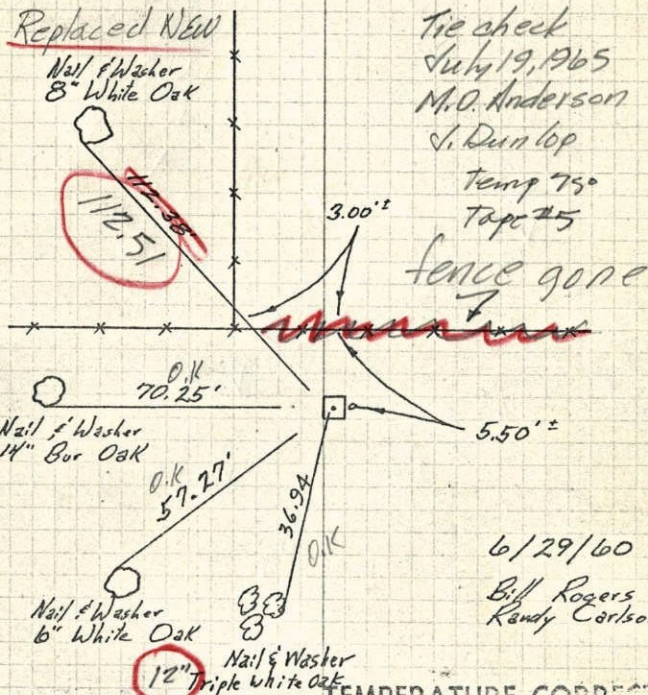 Replaced NEW
Nail & Washer
8" White Oak
Tie check
July 19, 1965
M.O. Anderson
J. Dunlop
Temp 75°
Tape #5
112.38'
112.51
3.00' ±
fence gone
O.K
70.25'
Nail & Washer
14" Bur Oak
5.50' ±
O.K
57.27'
36.94
O.K
Nail & Washer
6" White Oak
6/29/60
Bill Rogers
Randy Carlso
12"
Nail & Washer
Triple White Oak
TEMPERATURE CORRECT